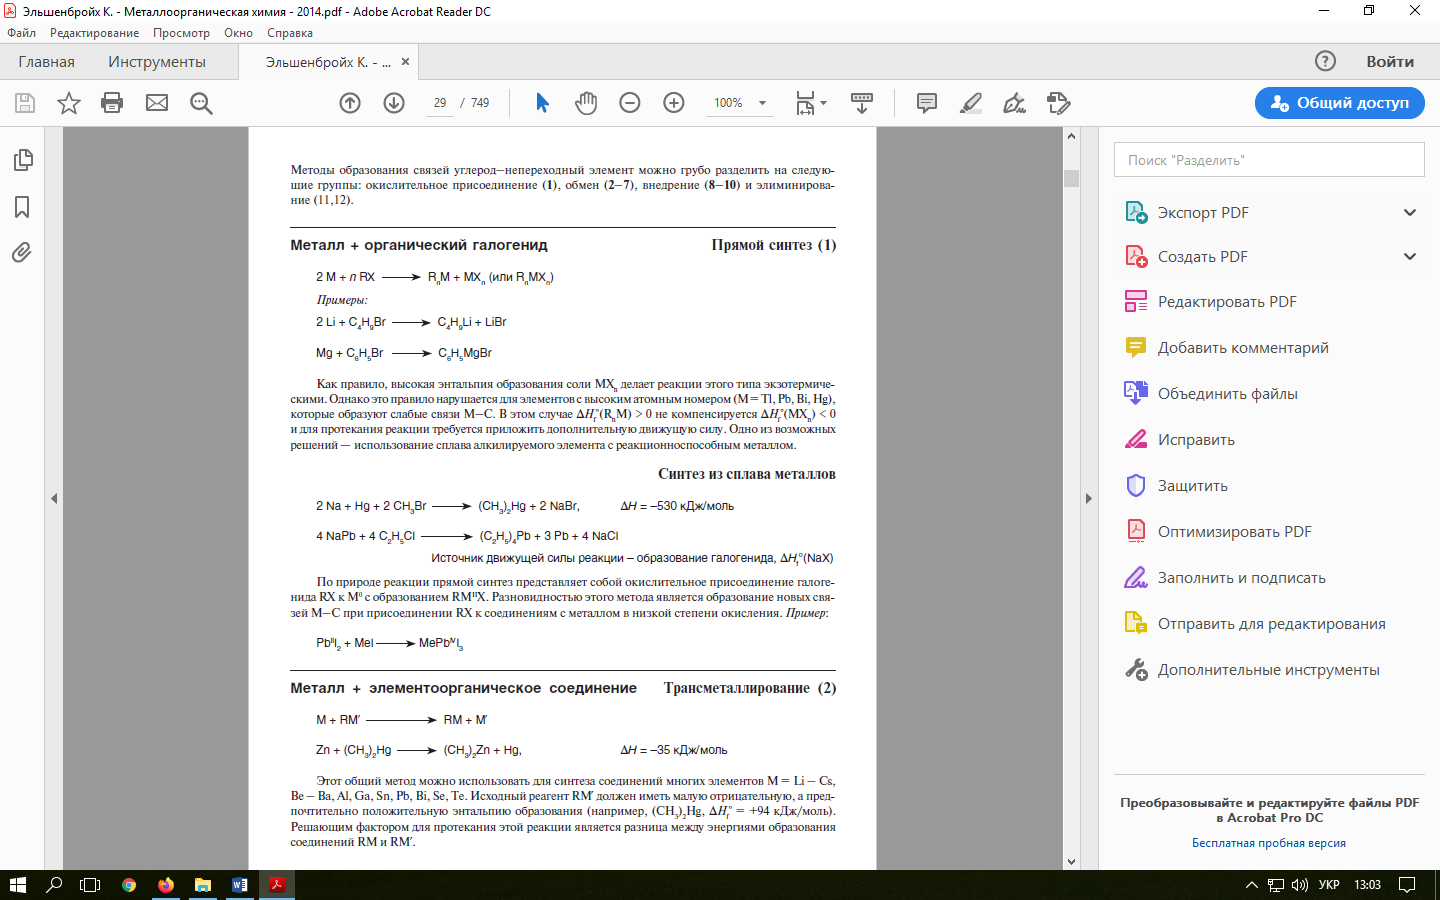 Эльшенбройх К. - Металлоорганическая химия - 2014.pdf - Adobe Acrobat Reader DC
Файл Редактирование Просмотр Окно Справка
Главная Инструменты Эльшенбройх К. - ... × Войти
29 / 749 100% Общий доступ
Методы образования связей углерод—непереходный элемент можно грубо разделить на следую-
щие группы: окислительное присоединение (1), обмен (2—7), внедрение (8—10) и элиминирова-
ние (11,12).
Металл + органический галогенид Прямой синтез (1)
2 M + n RX ⟶ RₙM + MXₙ (или RₙMXₙ)
Примеры:
2 Li + C₄H₉Br ⟶ C₄H₉Li + LiBr
Mg + C₆H₅Br ⟶ C₆H₅MgBr
Как правило, высокая энтальпия образования соли MXₙ делает реакции этого типа экзотермиче-
скими. Однако это правило нарушается для элементов с высоким атомным номером (M = Tl, Pb, Bi, Hg),
которые образуют слабые связи M—C. В этом случае ΔHf°(RₙM) > 0 не компенсируется ΔHf°(MXₙ) < 0
и для протекания реакции требуется приложить дополнительную движущую силу. Одно из возможных
решений — использование сплава алкилируемого элемента с реакционноспособным металлом.
Синтез из сплава металлов
2 Na + Hg + 2 CH₃Br ⟶ (CH₃)₂Hg + 2 NaBr, ΔH = –530 кДж/моль
4 NaPb + 4 C₂H₅Cl ⟶ (C₂H₅)₄Pb + 3 Pb + 4 NaCl
Источник движущей силы реакции – образование галогенида, ΔHf°(NaX)
По природе реакции прямой синтез представляет собой окислительное присоединение галоге-
нида RX к M⁰ с образованием RMᴵᴵX. Разновидностью этого метода является образование новых свя-
зей M—C при присоединении RX к соединениям с металлом в низкой степени окисления. Пример:
PbᴵᴵI₂ + MeI ⟶ MePbᴵⱽI₃
Металл + элементоорганическое соединение Трансметаллирование (2)
M + RM′ ⟶ RM + M′
Zn + (CH₃)₂Hg ⟶ (CH₃)₂Zn + Hg, ΔH = –35 кДж/моль
Этот общий метод можно использовать для синтеза соединений многих элементов M = Li – Cs,
Be – Ba, Al, Ga, Sn, Pb, Bi, Se, Te. Исходный реагент RM′ должен иметь малую отрицательную, а пред-
почтительно положительную энтальпию образования (например, (CH₃)₂Hg, ΔHf° = +94 кДж/моль).
Решающим фактором для протекания этой реакции является разница между энергиями образования
соединений RM и RM′.
Поиск "Разделить"
Экспорт PDF
Создать PDF
Редактировать PDF
Добавить комментарий
Объединить файлы
Исправить
Защитить
Оптимизировать PDF
Заполнить и подписать
Отправить для редактирования
Дополнительные инструменты
Преобразовывайте и редактируйте файлы PDF
в Acrobat Pro DC
Бесплатная пробная версия
УКР 13:03